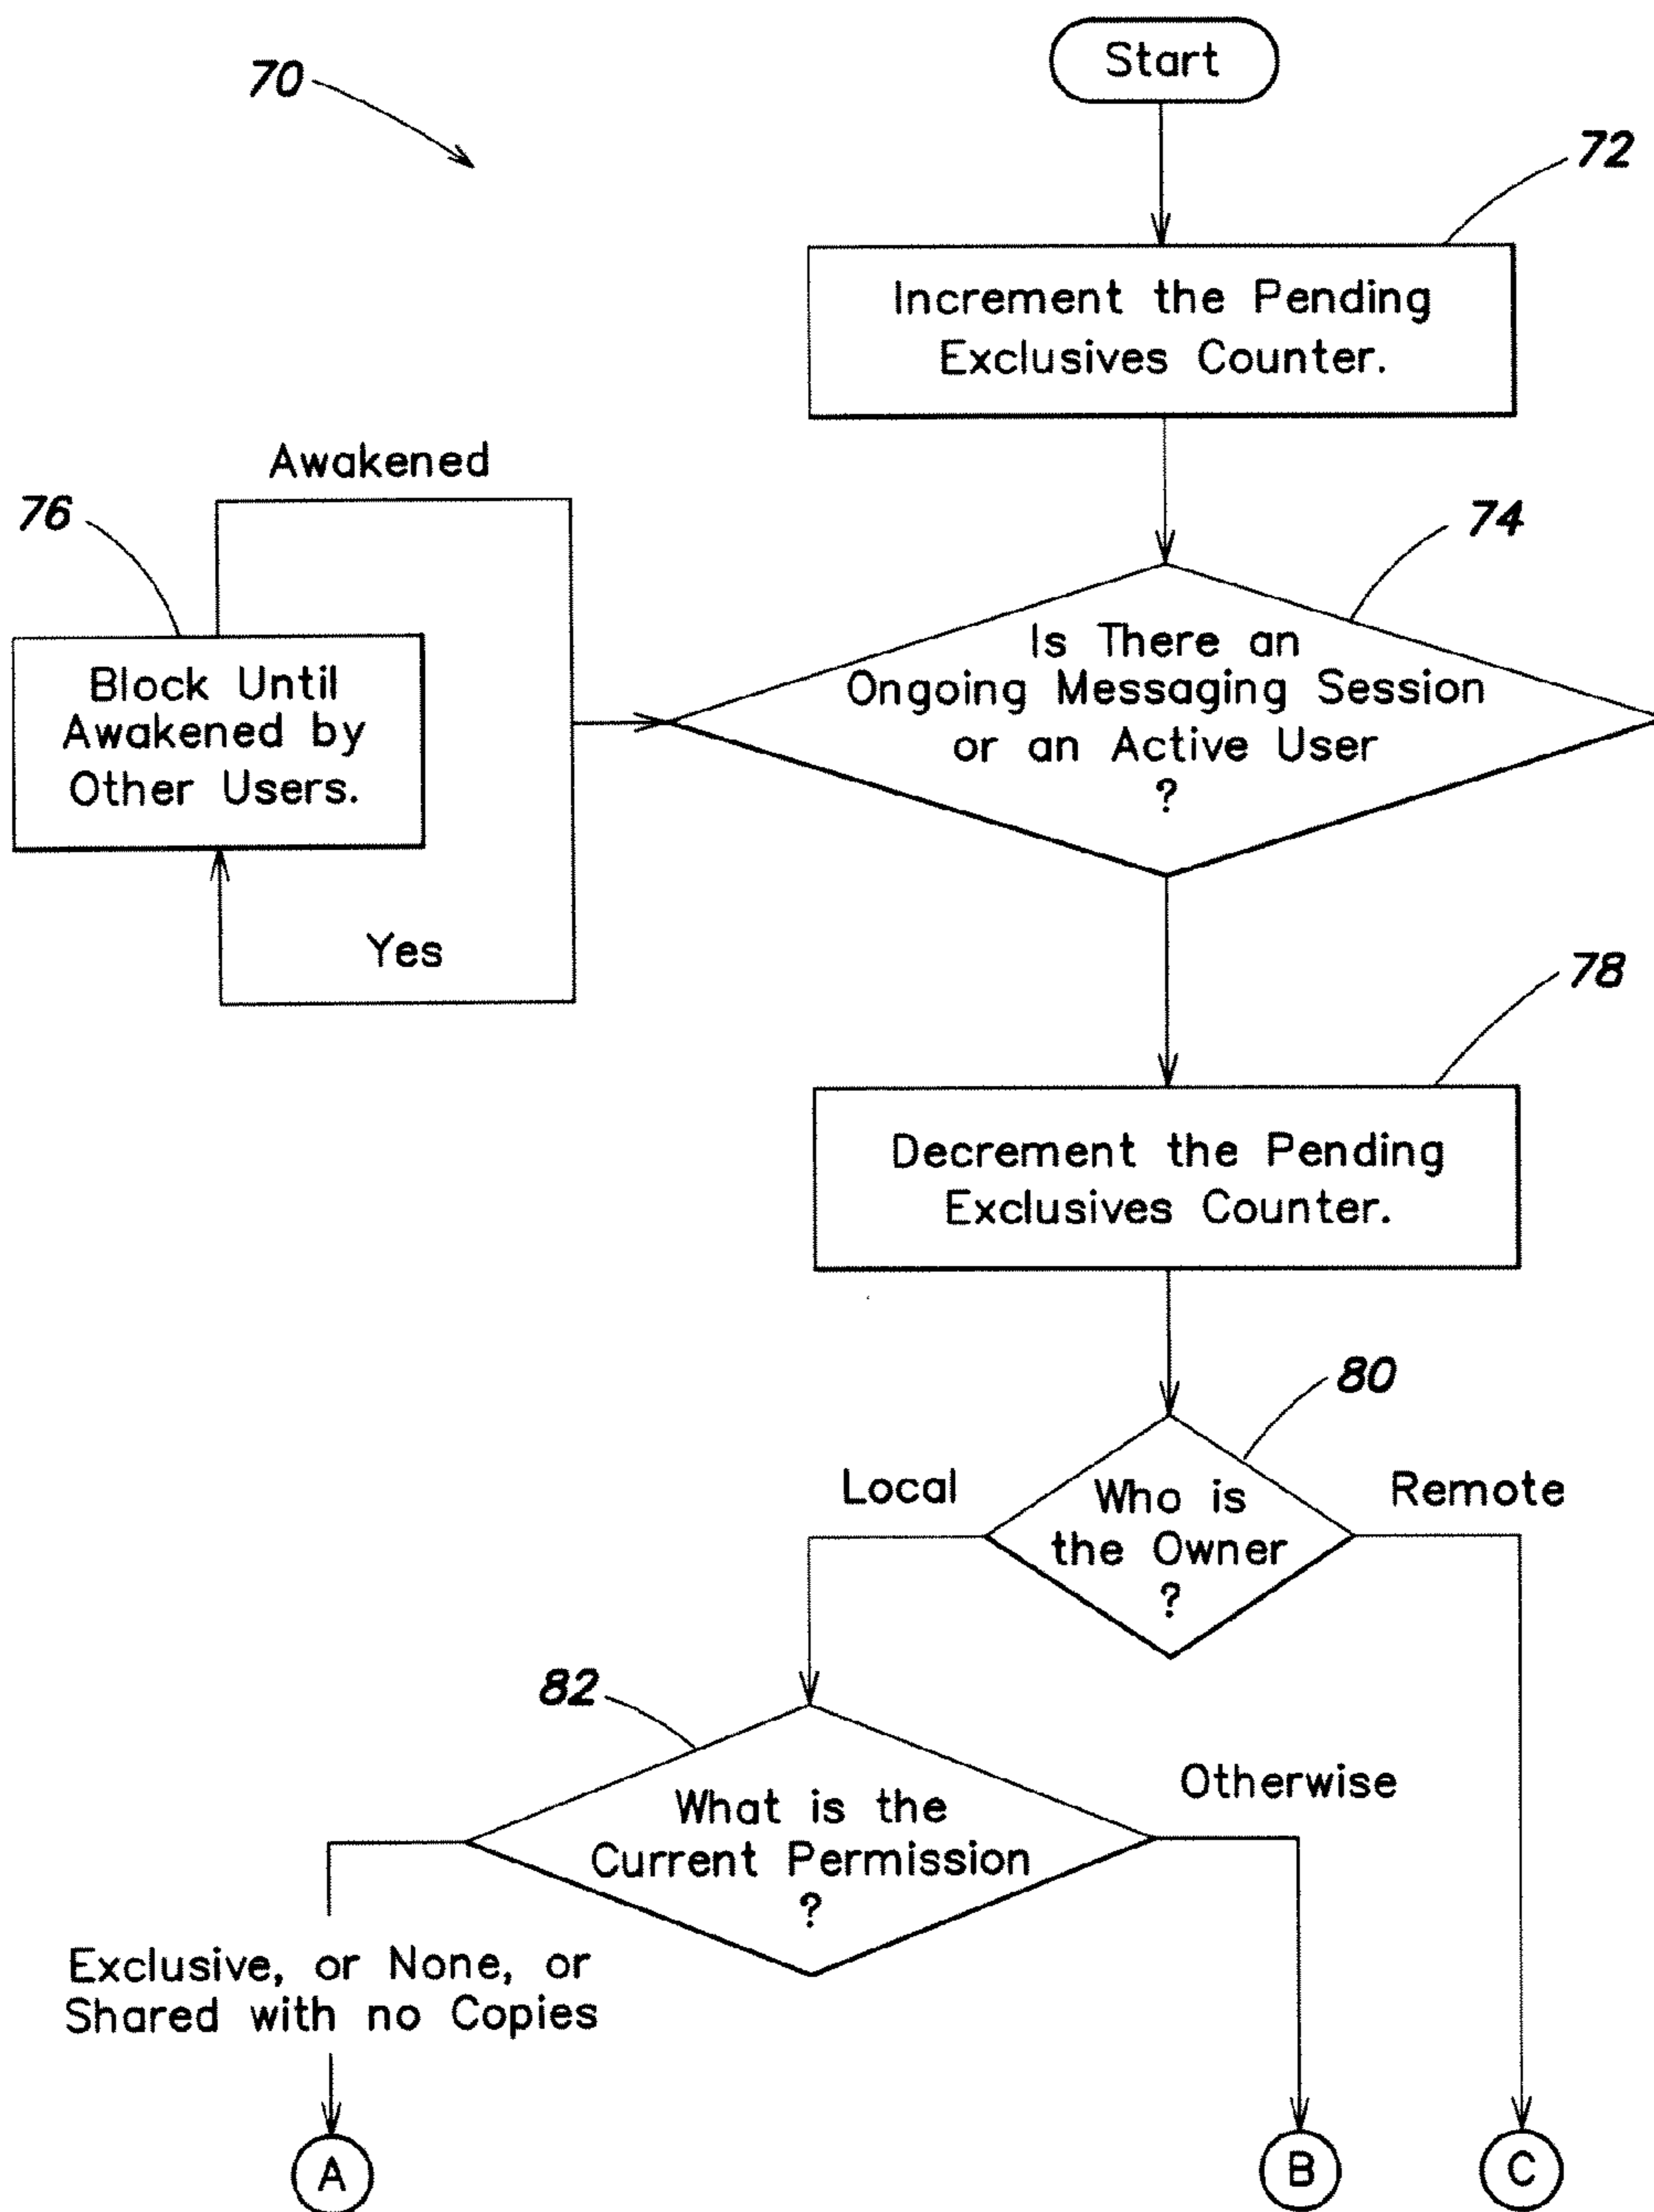 70
Start
72
Increment the Pending
Exclusives Counter.
Awakened
76
74
Block Until
Awakened by
Other Users.
Is There an
Ongoing Messaging Session
or an Active User
?
Yes
78
Decrement the Pending
Exclusives Counter.
80
Local
Who is
the Owner
?
Remote
82
What is the
Current Permission
?
Otherwise
Exclusive, or None, or
Shared with no Copies
A
B
C